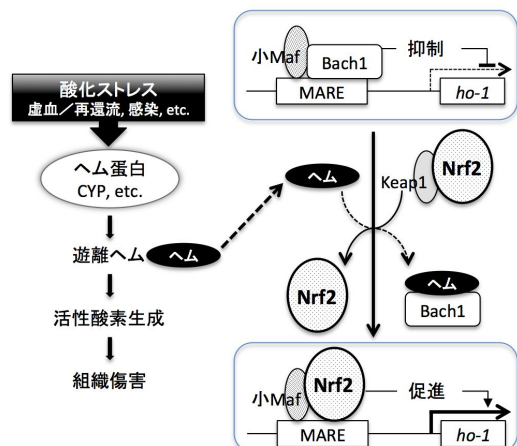 酸化ストレス
虚血／再還流, 感染, etc.
ヘム蛋白
CYP, etc.
遊離ヘム
ヘム
活性酸素生成
組織傷害
小Maf
Bach1
抑制
MARE
ho-1
ヘム
Keap1
Nrf2
Nrf2
ヘム
Bach1
小Maf
Nrf2
促進
MARE
ho-1